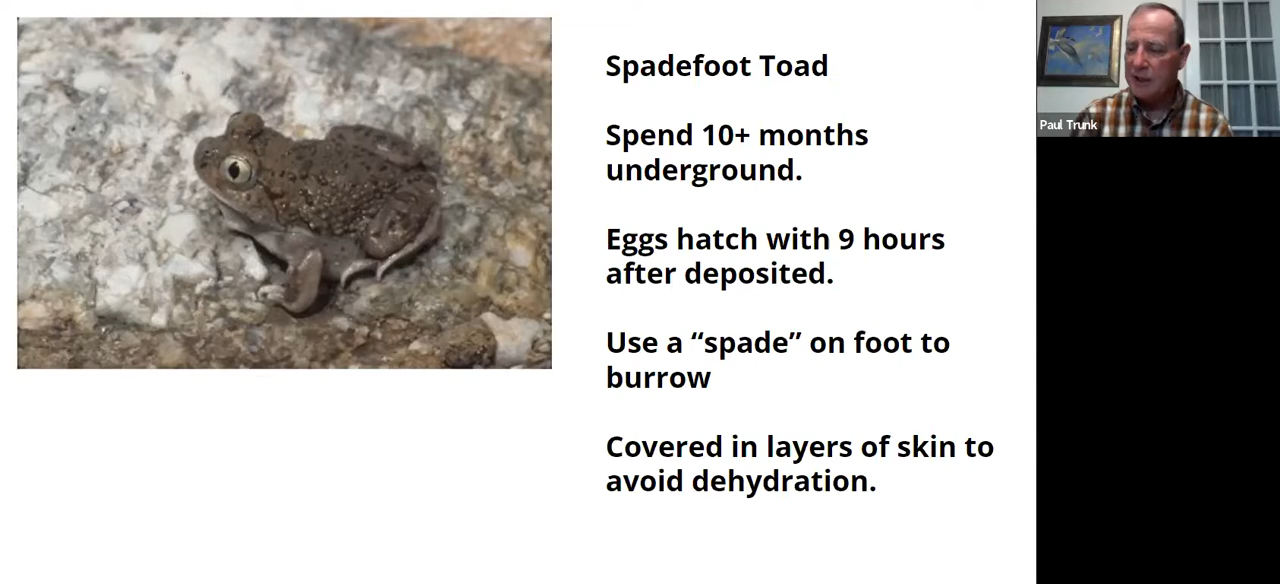 Spadefoot Toad
Spend 10+ months
underground.
Eggs hatch with 9 hours
after deposited.
Use a “spade” on foot to
burrow
Covered in layers of skin to
avoid dehydration.
Paul Trunk